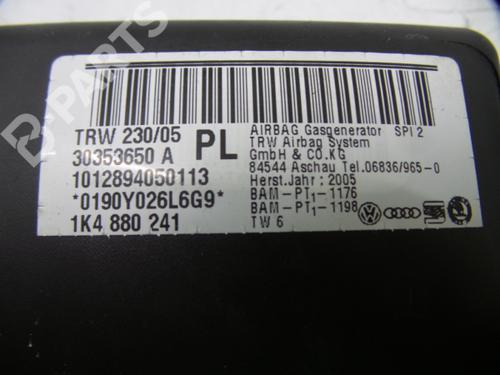 TRW 230/05 PL
30353650 A
1012894050113
*0190Y026L6G9*
1K4 880 241
AIRBAG Gasgenerator SPI 2
TRW Airbag System
GmbH & CO.KG
84544 Aschau Tel.06836/965-0
Herst.Jahr : 2005
BAM-PT1-1176
BAM-PT1-1198
TW 6
B-PARTS